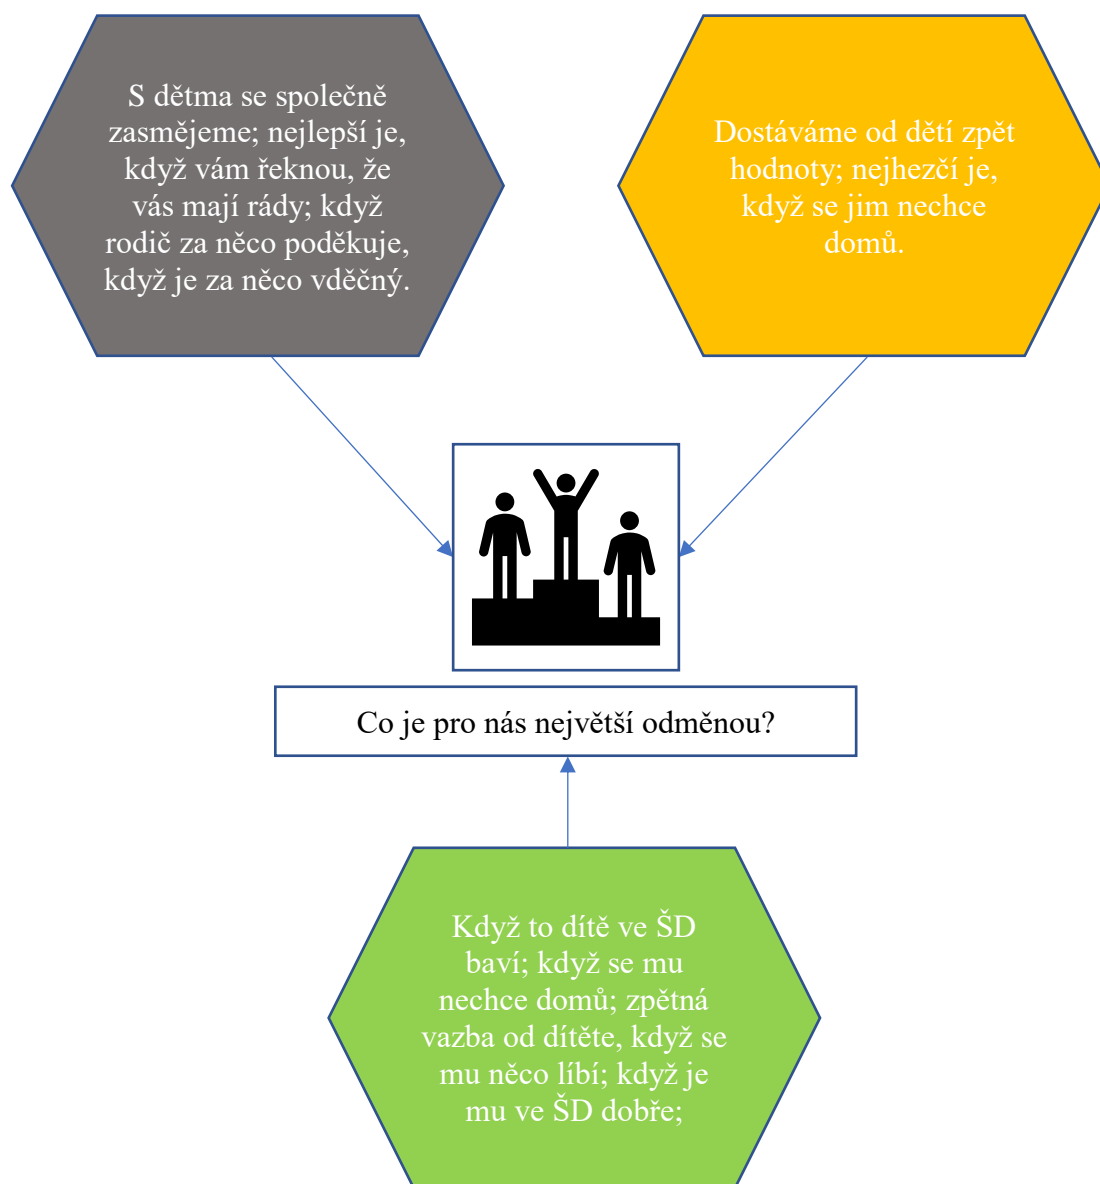 S dětma se společně
zasmějeme; nejlepší je,
když vám řeknou, že
vás mají rády; když
rodič za něco poděkuje,
když je za něco vděčný.
Dostáváme od dětí zpět
hodnoty; nejhezčí je,
když se jim nechce
domů.
Co je pro nás největší odměnou?
Když to dítě ve ŠD
baví; když se mu
nechce domů; zpětná
vazba od dítěte, když se
mu něco líbí; když je
mu ve ŠD dobře;